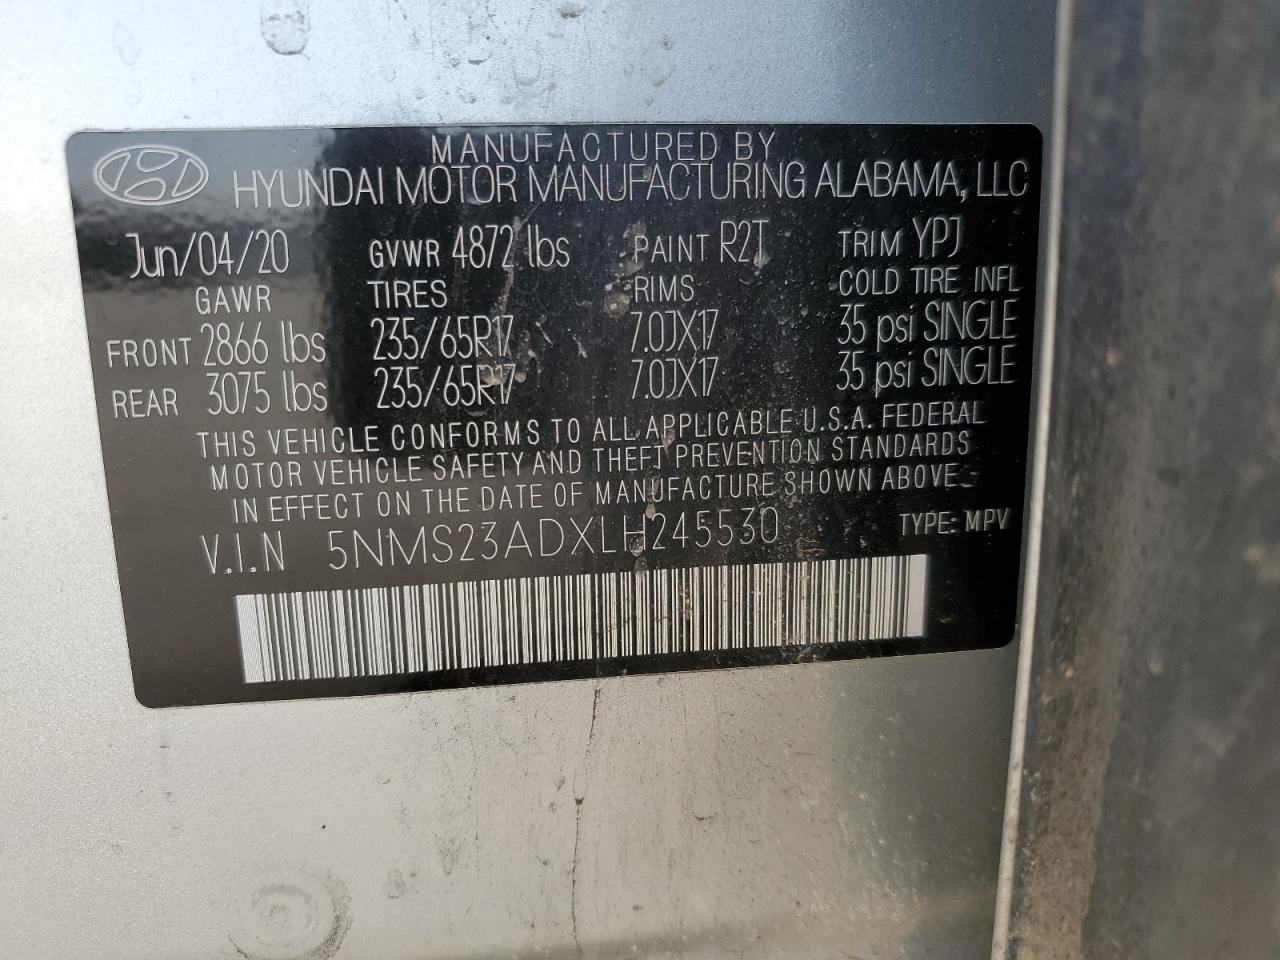 MANUFACTURED BY
HYUNDAI MOTOR MANUFACTURING ALABAMA, LLC
Jun/04/20 GVWR 4872 lbs PAINT R2T TRIM YPJ
GAWR TIRES RIMS COLD TIRE INFL
FRONT 2866 lbs 235/65R17 7.0JX17 35 psi SINGLE
REAR 3075 lbs 235/65R17 7.0JX17 35 psi SINGLE
THIS VEHICLE CONFORMS TO ALL APPLICABLE U.S.A. FEDERAL
MOTOR VEHICLE SAFETY AND THEFT PREVENTION STANDARDS
IN EFFECT ON THE DATE OF MANUFACTURE SHOWN ABOVE.
V.I.N 5NMS23ADXLH245530 TYPE: MPV